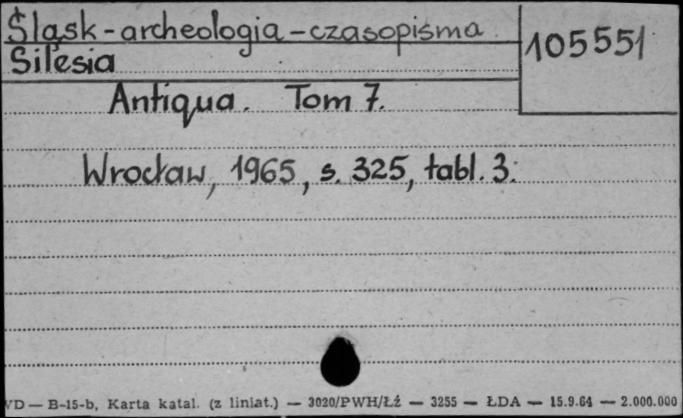 Śląsk - archeologia - czasopisma
105551
Silesia
Antiqua. Tom 7.
Wrocław, 1965, s. 325, tabl. 3.
VD — B-15-b, Karta katal. (z liniat.) — 3020/PWH/Łź — 3255 — ŁDA — 15.9.64 — 2.000.000